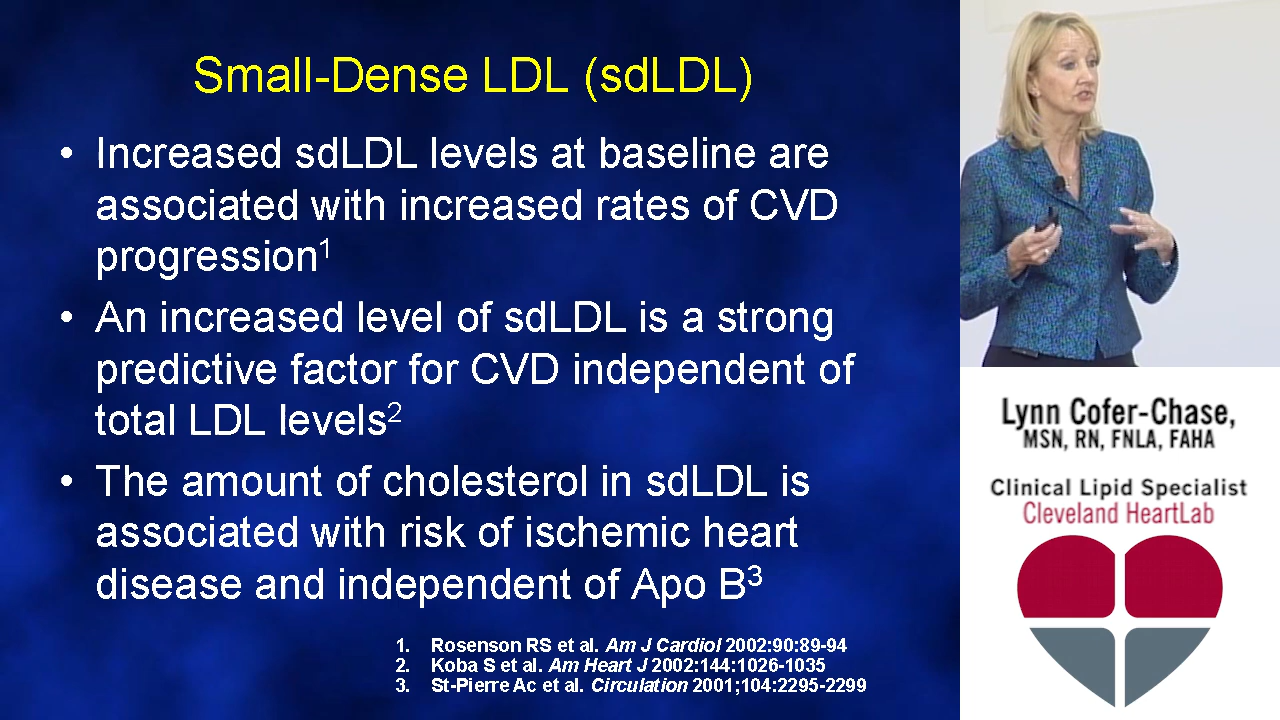 Small-Dense LDL (sdLDL)
• Increased sdLDL levels at baseline are
associated with increased rates of CVD
progression1
• An increased level of sdLDL is a strong
predictive factor for CVD independent of
total LDL levels2
• The amount of cholesterol in sdLDL is
associated with risk of ischemic heart
disease and independent of Apo B3
1. Rosenson RS et al. Am J Cardiol 2002:90:89-94
2. Koba S et al. Am Heart J 2002:144:1026-1035
3. St-Pierre Ac et al. Circulation 2001;104:2295-2299
Lynn Cofer-Chase,
MSN, RN, FNLA, FAHA
Clinical Lipid Specialist
Cleveland HeartLab